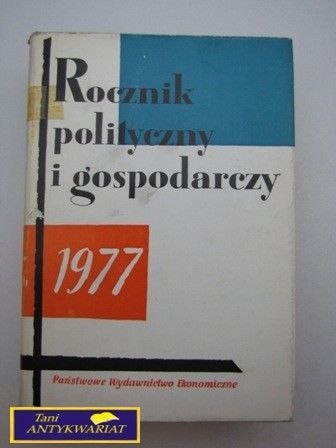 Rocznik
polityczny
i gospodarczy
1977
Państwowe Wydawnictwo Ekonomiczne
Tani
ANTYKWARIAT